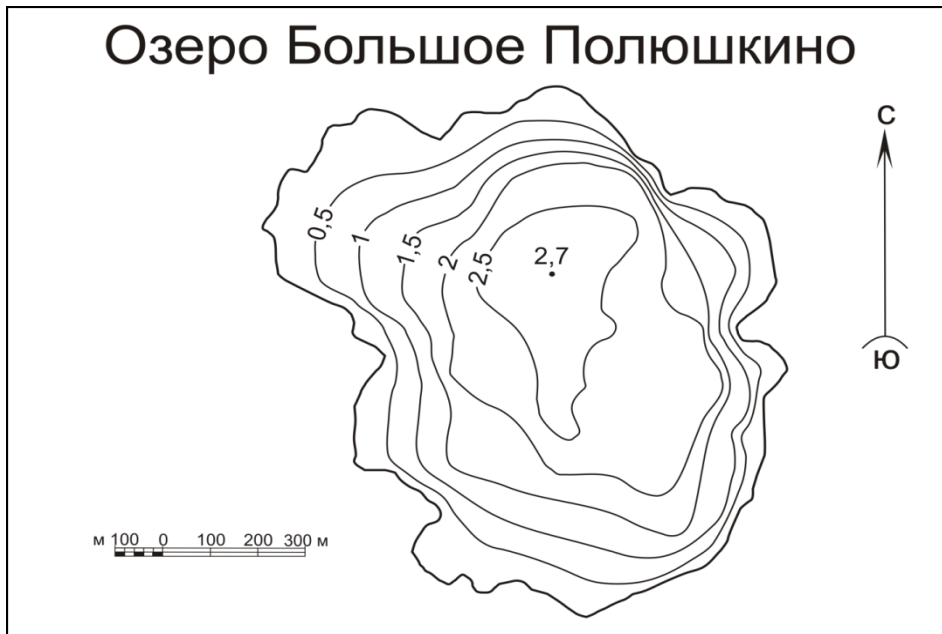 Озеро Большое Полюшкино
С
0,5
1
1,5
2
2,5
2,7
Ю
м 100 0 100 200 300 м